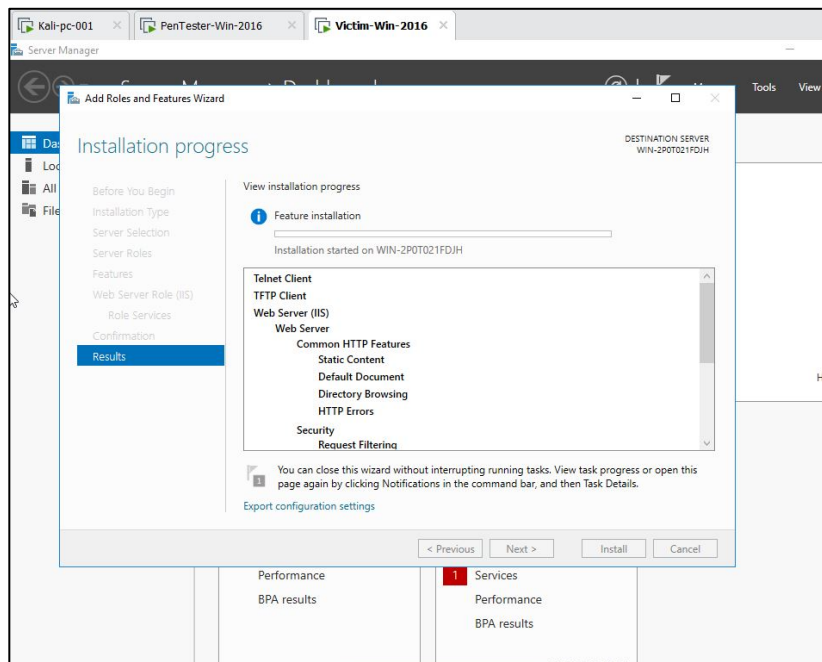 Kali-pc-001
PenTester-Win-2016
Victim-Win-2016
Server Manager
Tools
View
Add Roles and Features Wizard
Installation progress
DESTINATION SERVER
WIN-2P0T021FDJH
Before You Begin
Installation Type
Server Selection
Server Roles
Features
Web Server Role (IIS)
Role Services
Confirmation
Results
View installation progress
Feature installation
Installation started on WIN-2P0T021FDJH
Telnet Client
TFTP Client
Web Server (IIS)
Web Server
Common HTTP Features
Static Content
Default Document
Directory Browsing
HTTP Errors
Security
Request Filtering
1
You can close this wizard without interrupting running tasks. View task progress or open this
page again by clicking Notifications in the command bar, and then Task Details.
Export configuration settings
< Previous
Next >
Install
Cancel
Das
Loc
All
File
H
Performance
BPA results
1 Services
Performance
BPA results